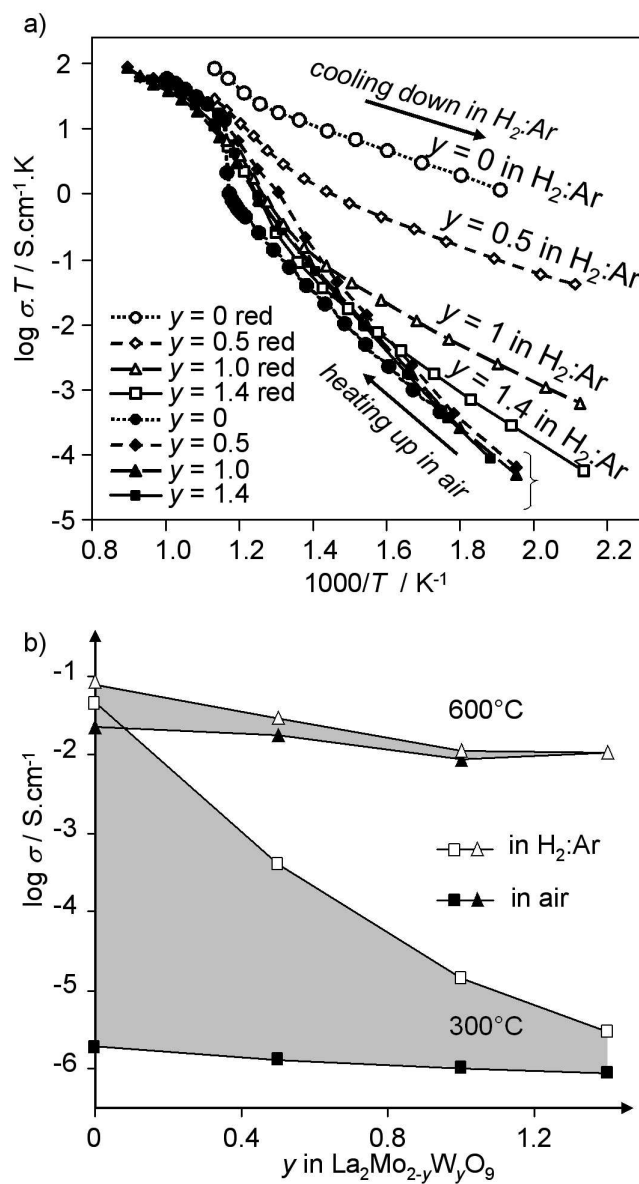 a)
2
1
0
-1
-2
-3
-4
-5
log σ.T / S.cm-1.K
cooling down in H2:Ar
y = 0 in H2:Ar
y = 0.5 in H2:Ar
y = 1 in H2:Ar
y = 1.4 in H2:Ar
heating up in air
y = 0 red
y = 0.5 red
y = 1.0 red
y = 1.4 red
y = 0
y = 0.5
y = 1.0
y = 1.4
0.8 1.0 1.2 1.4 1.6 1.8 2.0 2.2
1000/T / K-1
b)
-1
-2
-3
-4
-5
-6
log σ / S.cm-1
600°C
in H2:Ar
in air
300°C
0 0.4 0.8 1.2
y in La2Mo2-yWyO9